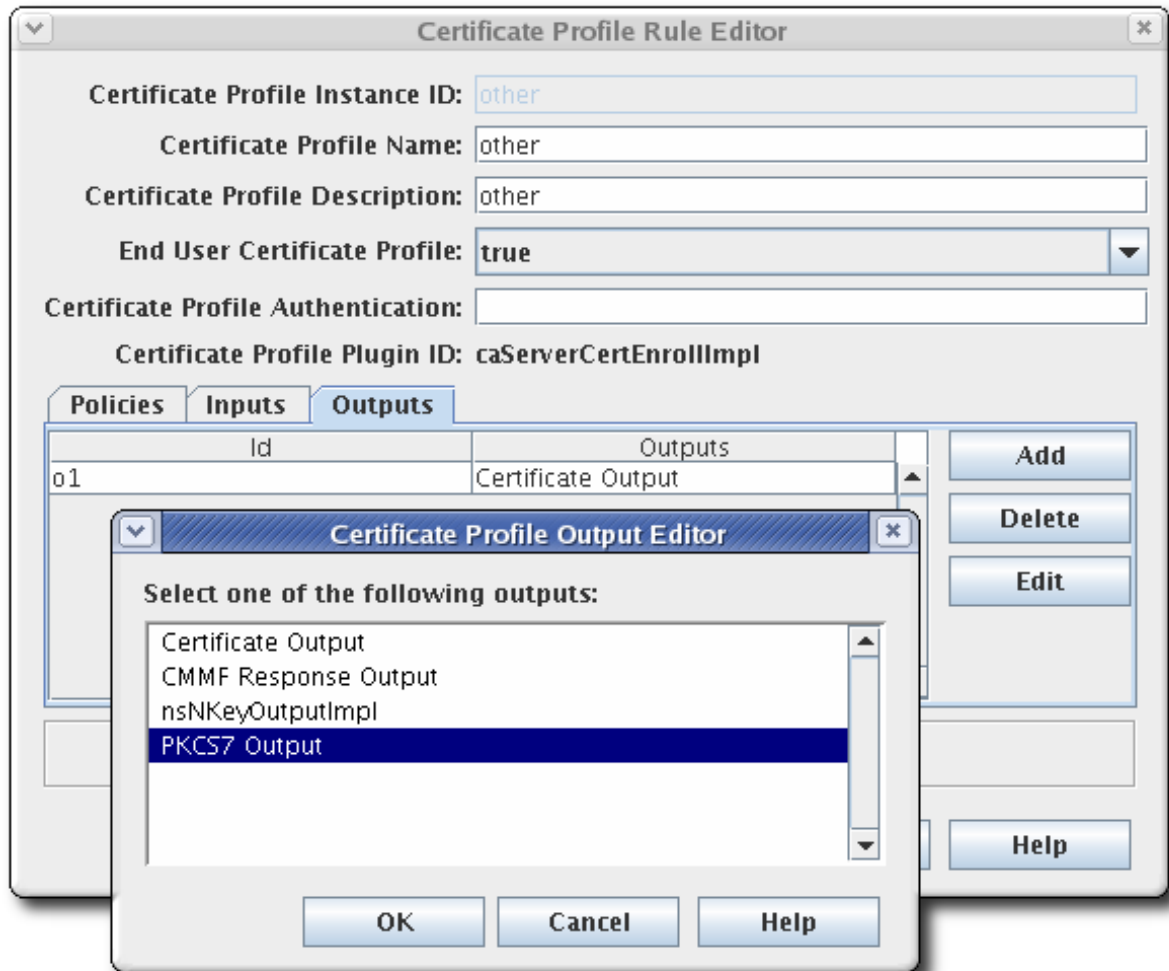 Certificate Profile Rule Editor
Certificate Profile Instance ID: other
Certificate Profile Name: other
Certificate Profile Description: other
End User Certificate Profile: true
Certificate Profile Authentication:
Certificate Profile Plugin ID: caServerCertEnrollImpl
Policies Inputs Outputs
Id Outputs
o1 Certificate Output
Add
Delete
Edit
Certificate Profile Output Editor
Select one of the following outputs:
Certificate Output
CMMF Response Output
nsNKeyOutputImpl
PKCS7 Output
OK Cancel Help
Help